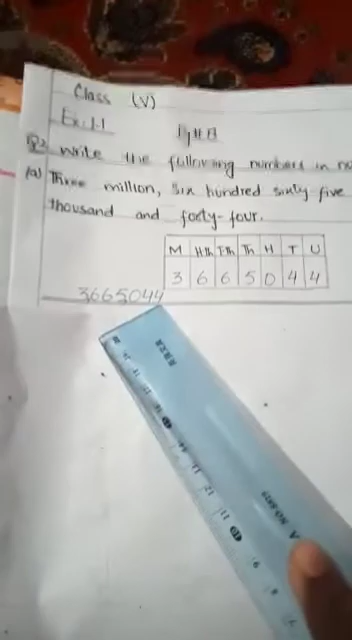 Class (V)
Ex:1.1
Q2 Write the following numbers in
(a) Three million, six hundred sixty five
thousand and forty-four.
M H th T-th Th H T U
3 6 6 5 0 4 4
3665044